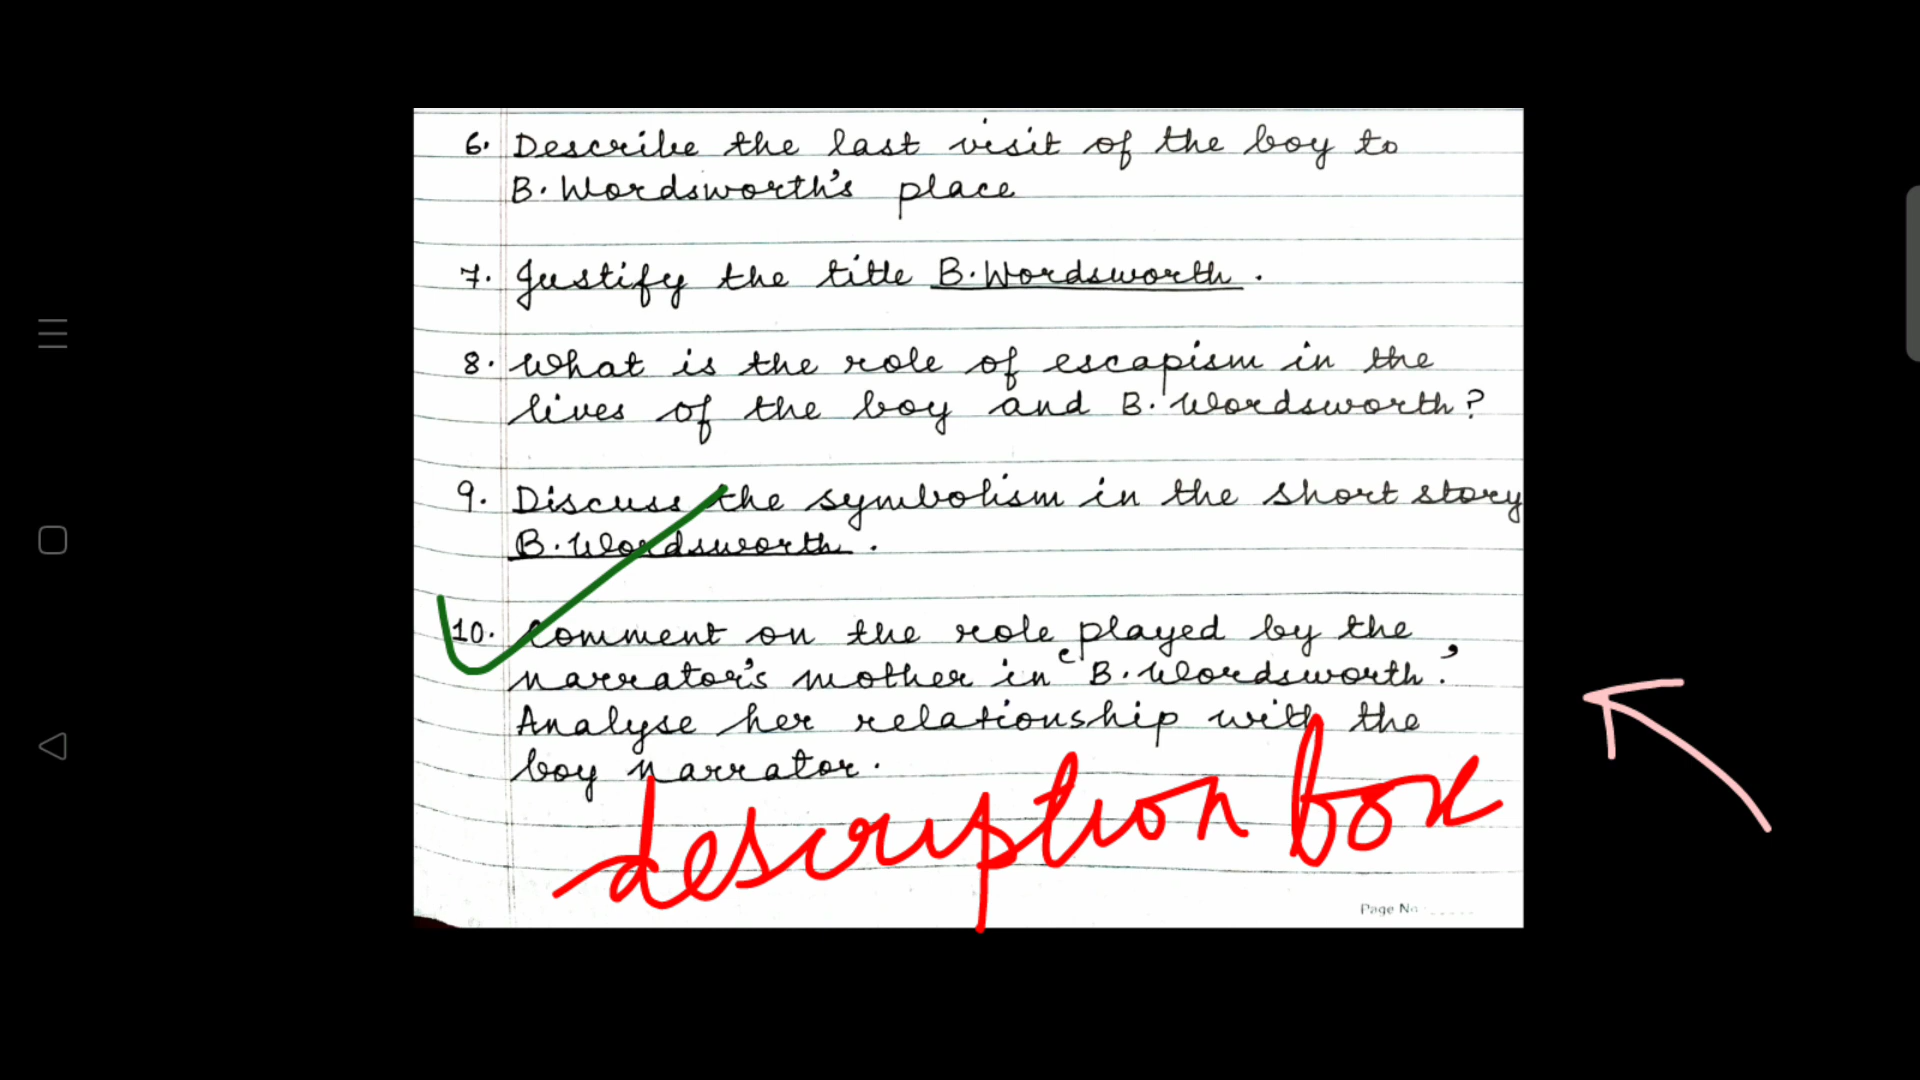 6. Describe the last visit of the boy to
B. Wordsworth's place
7. Justify the title B. Wordsworth.
8. What is the role of escapism in the
lives of the boy and B. Wordsworth?
9. Discuss the symbolism in the short story
B. Wordsworth.
10. Comment on the role played by the
narrator's mother in 'B. Wordsworth.'
Analyse her relationship with the
boy narrator.
description box
Page No